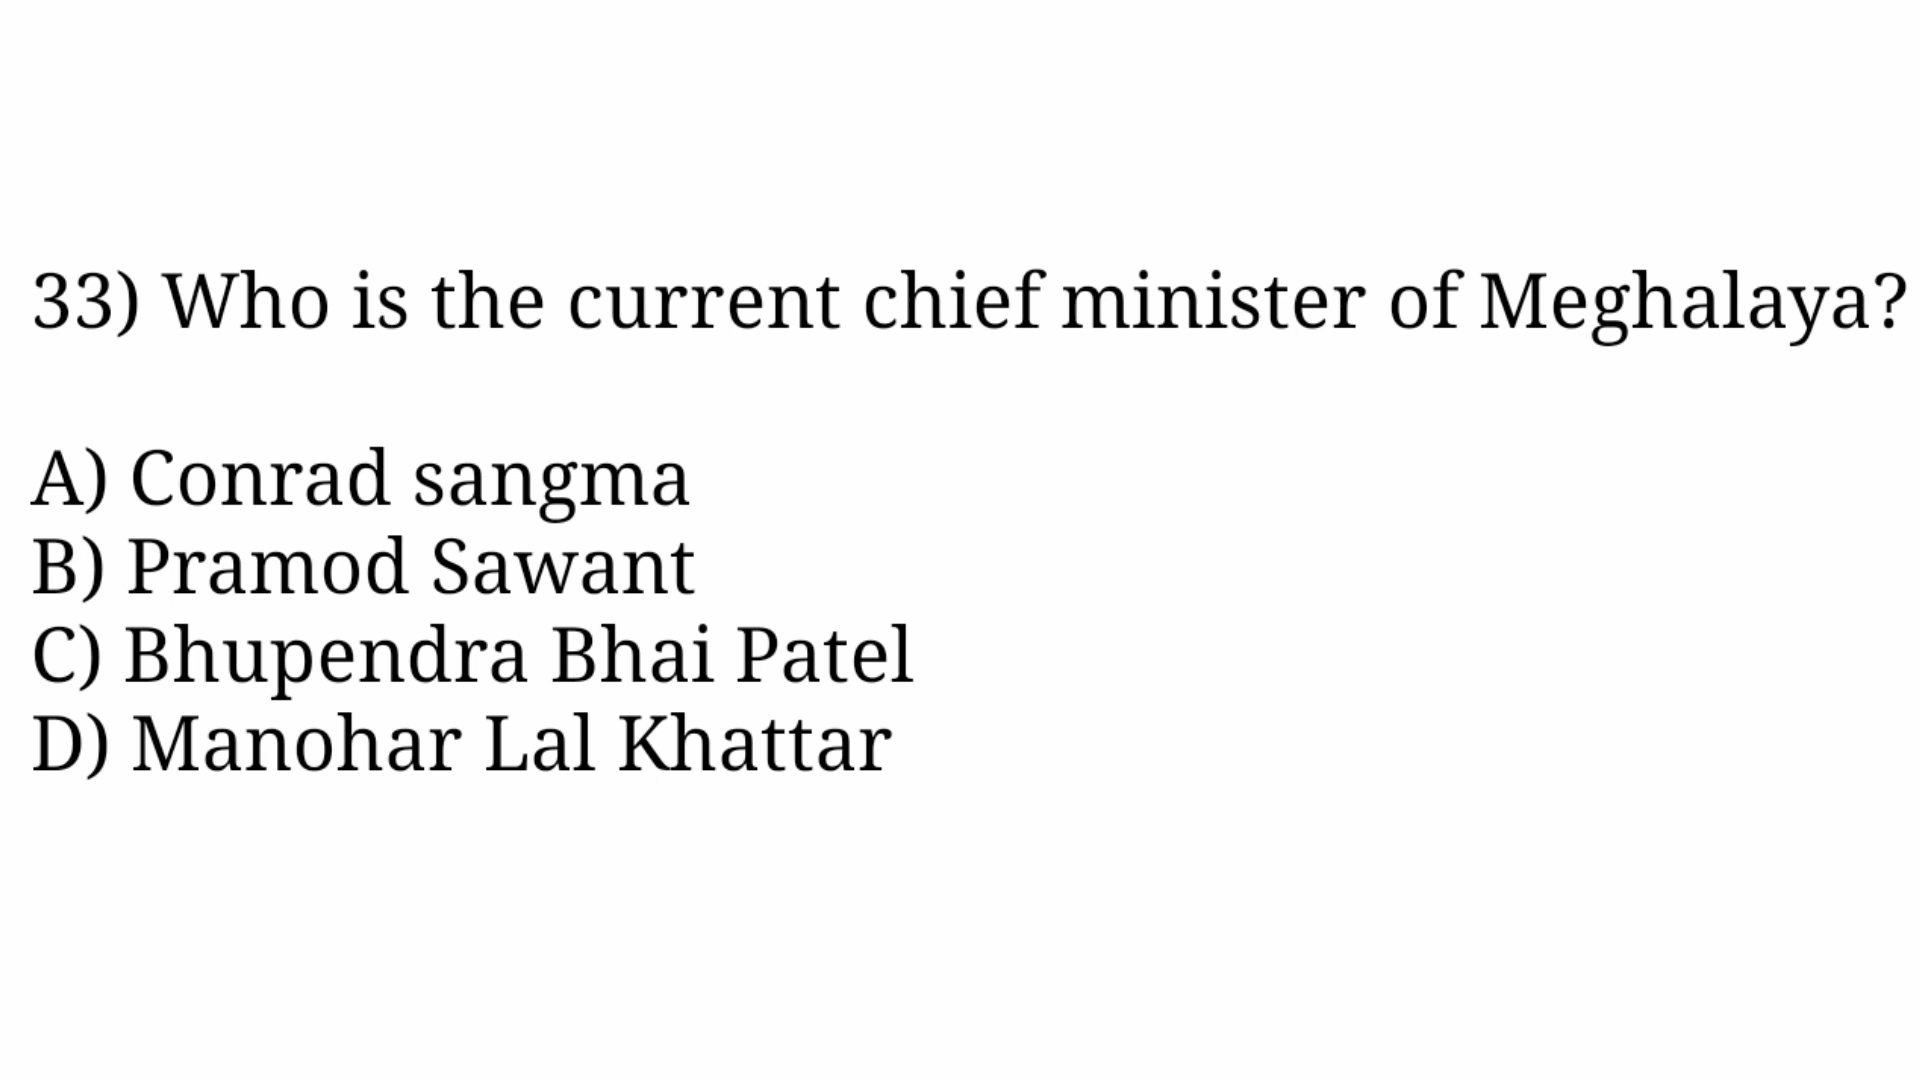 33) Who is the current chief minister of Meghalaya?
A) Conrad sangma
B) Pramod Sawant
C) Bhupendra Bhai Patel
D) Manohar Lal Khattar